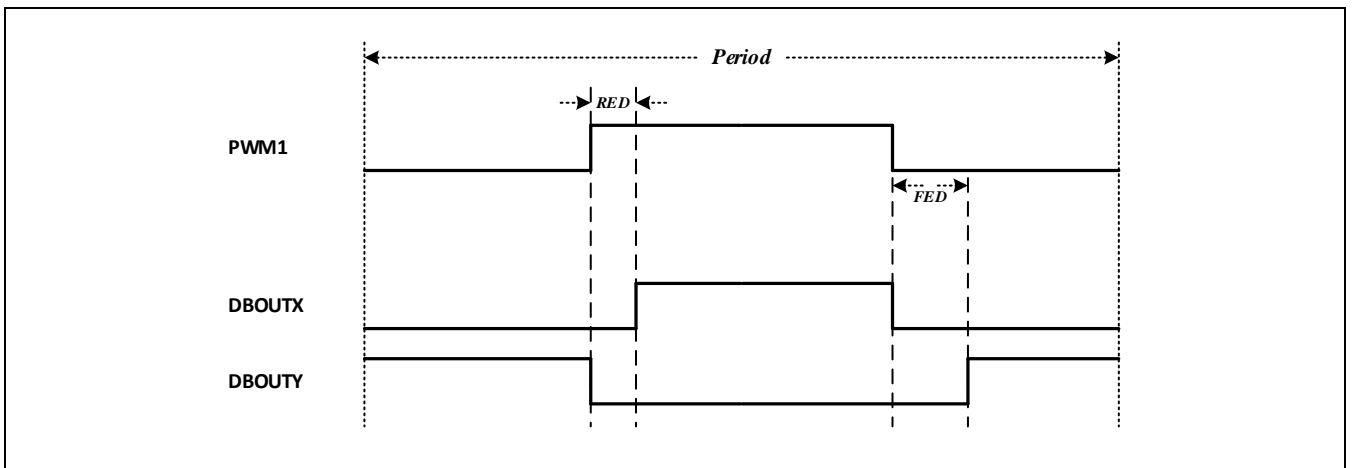 Period
RED
PWM1
FED
DBOUTX
DBOUTY